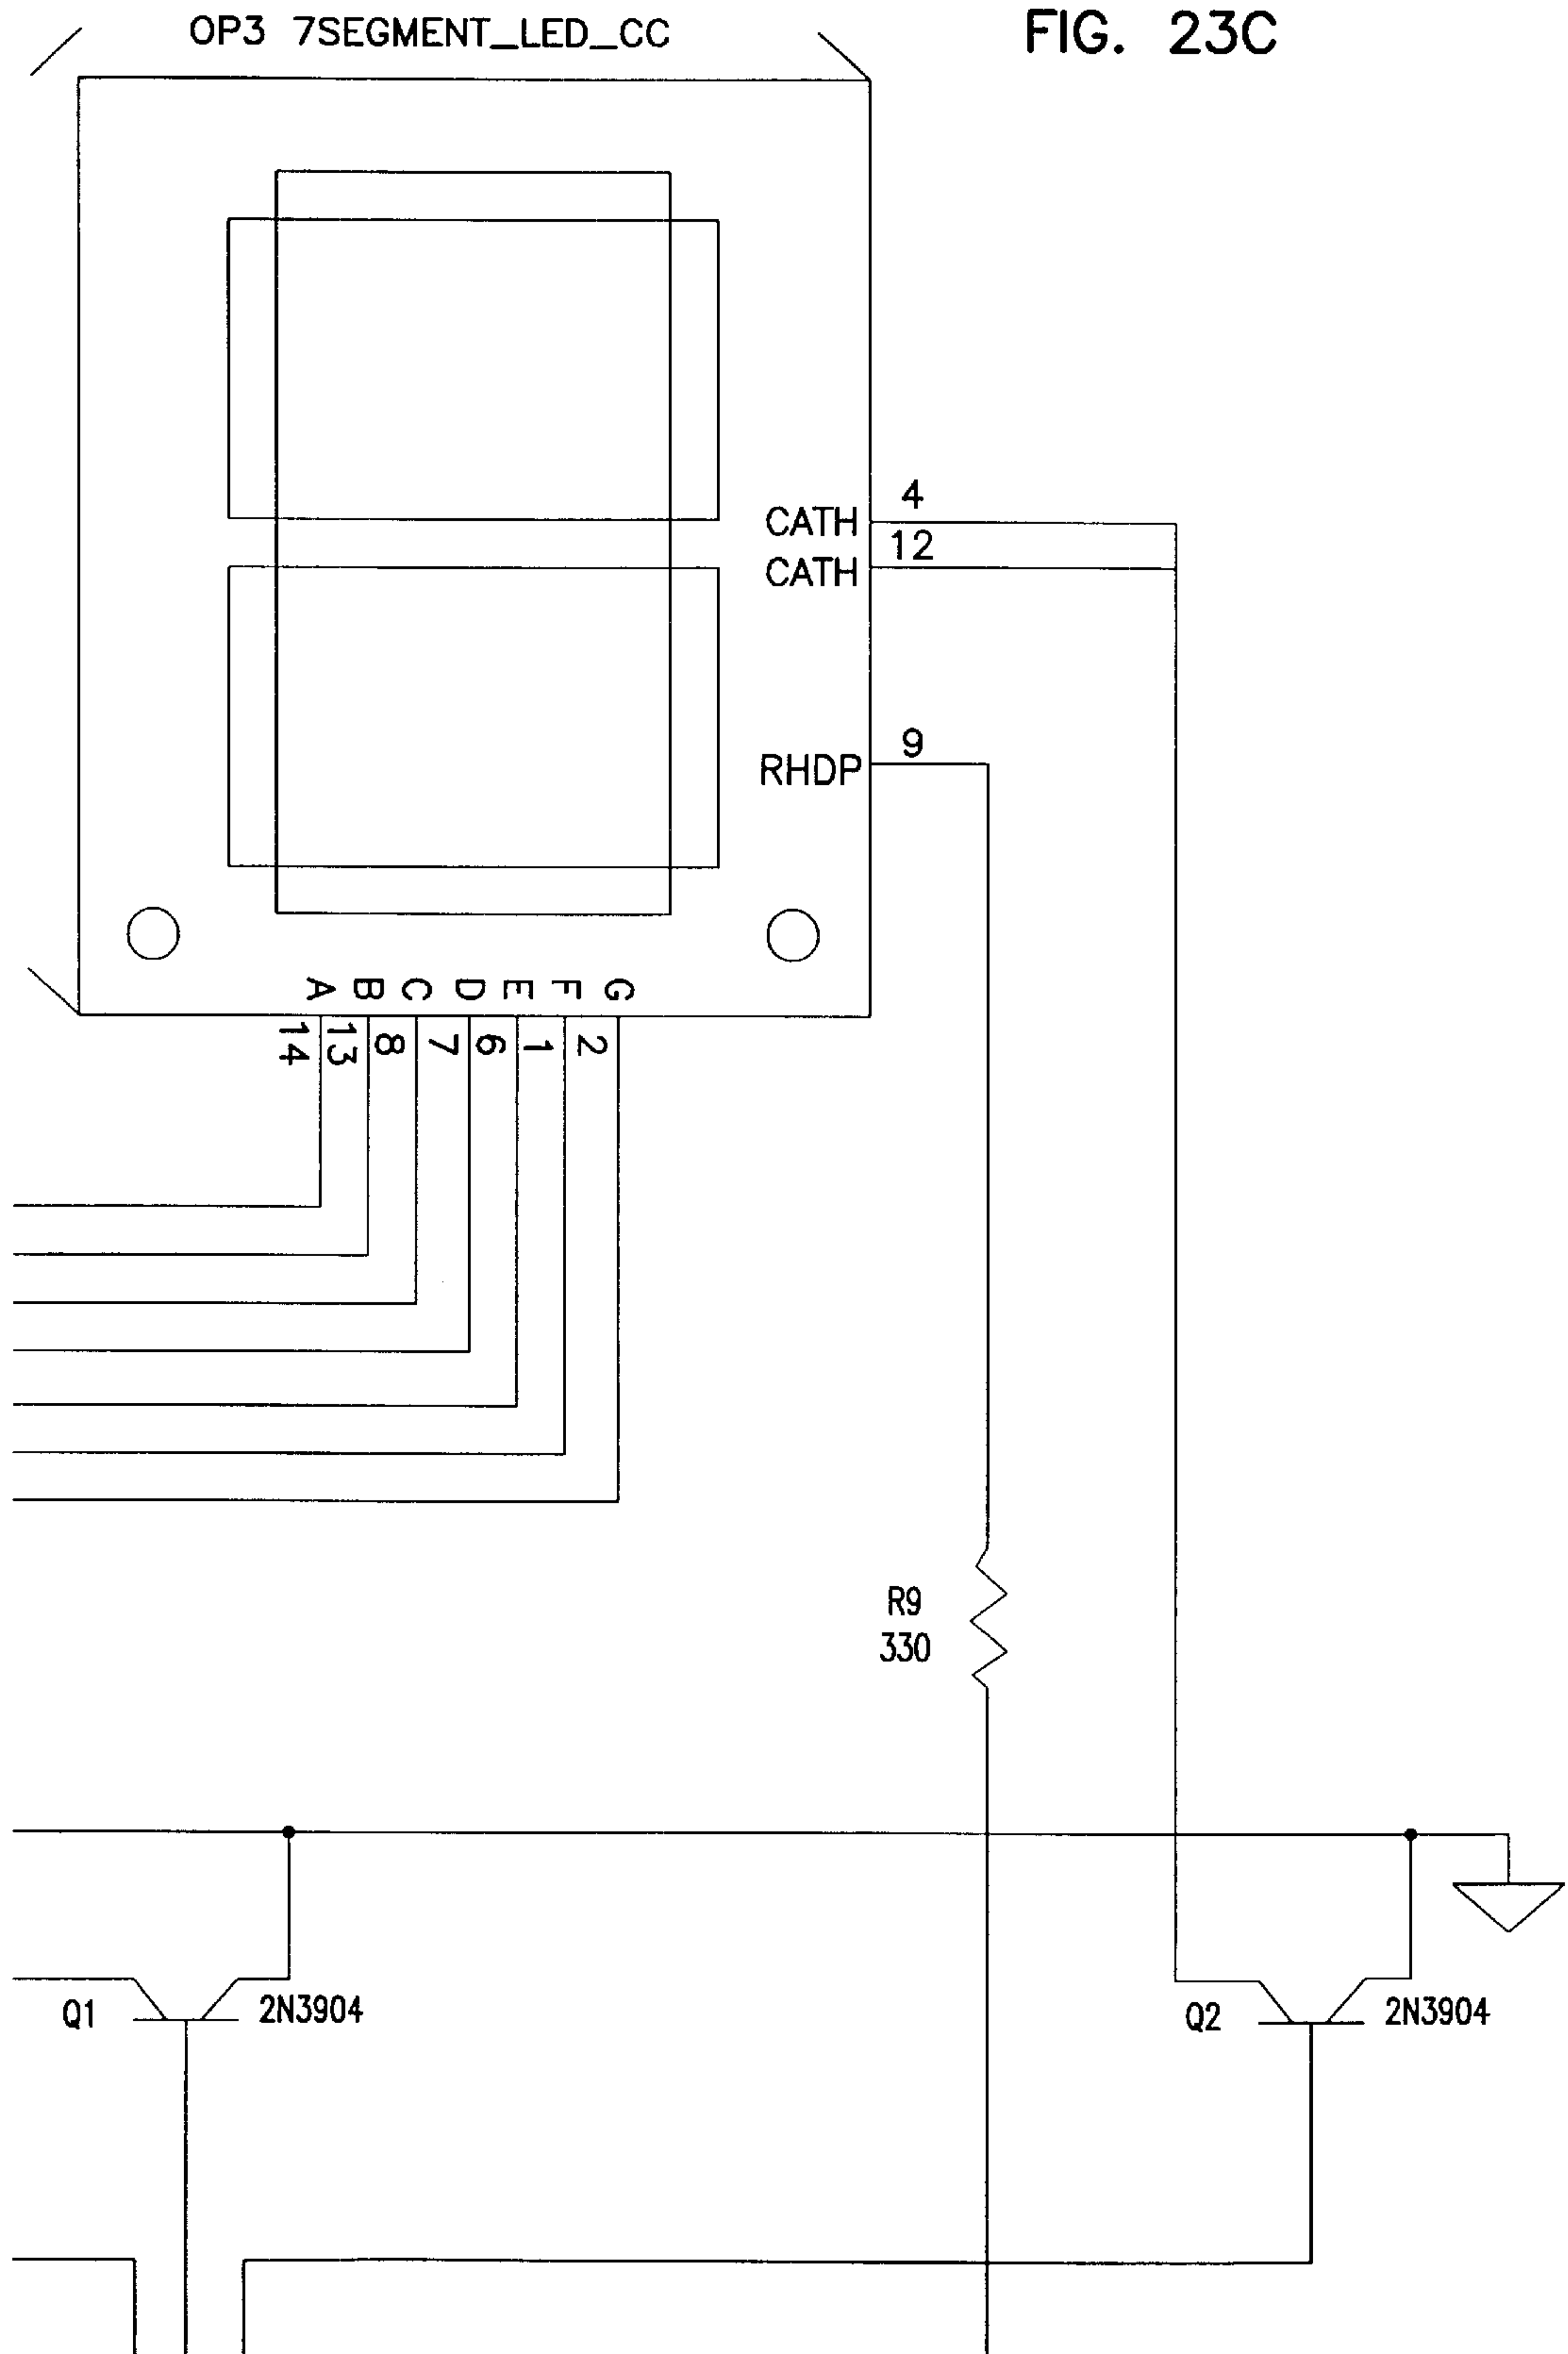 OP3 7SEGMENT_LED_CC
FIG. 23C
4
CATH
12
CATH
9
RHDP
A B C D E F G
14 13 8 7 6 1 2
R9
330
Q1 2N3904
Q2 2N3904